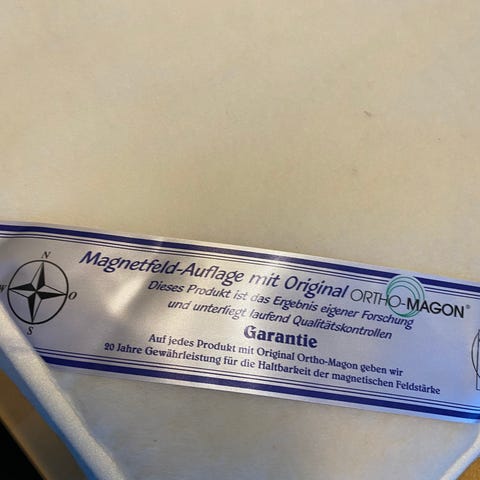 N
W O
S
Magnetfeld-Auflage mit Original ORTHO-MAGON®
Dieses Produkt ist das Ergebnis eigener Forschung
und unterliegt laufend Qualitätskontrollen
Garantie
Auf jedes Produkt mit Original Ortho-Magon geben wir
20 Jahre Gewährleistung für die Haltbarkeit der magnetischen Feldstärke